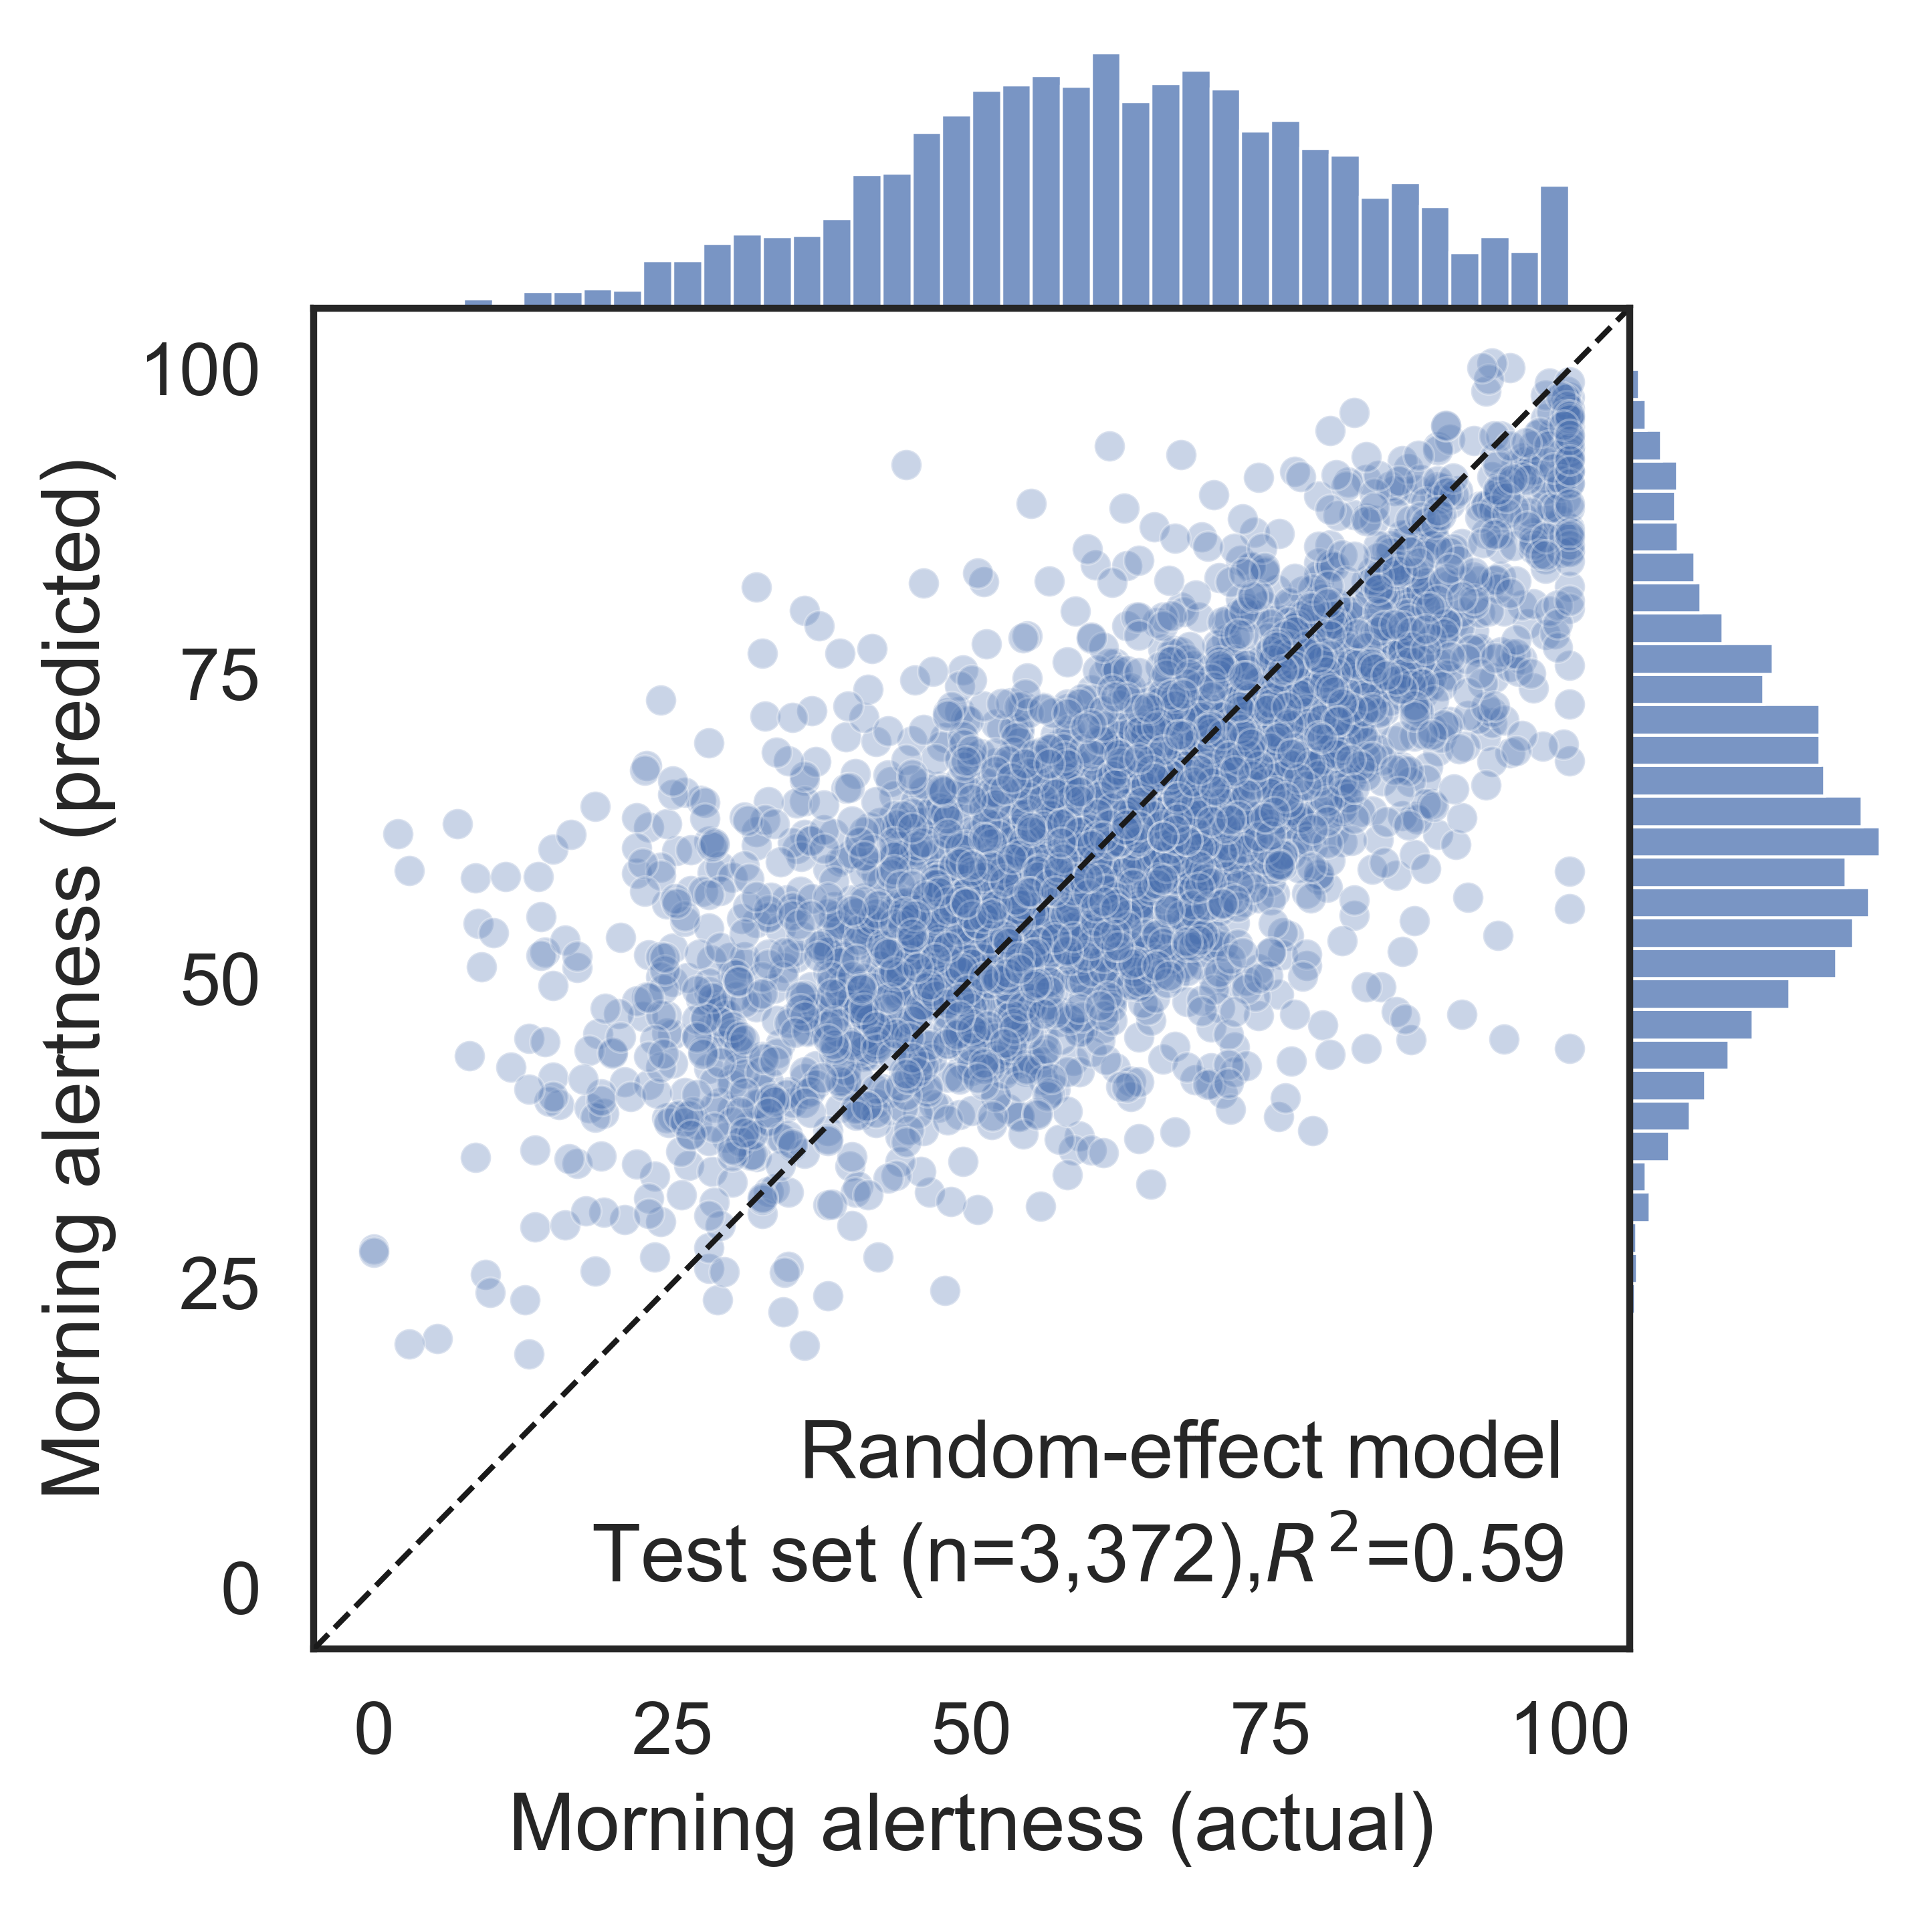 100
75
50
25
0
Morning alertness (predicted)
Random-effect model
Test set (n=3,372),R²=0.59
0 25 50 75 100
Morning alertness (actual)